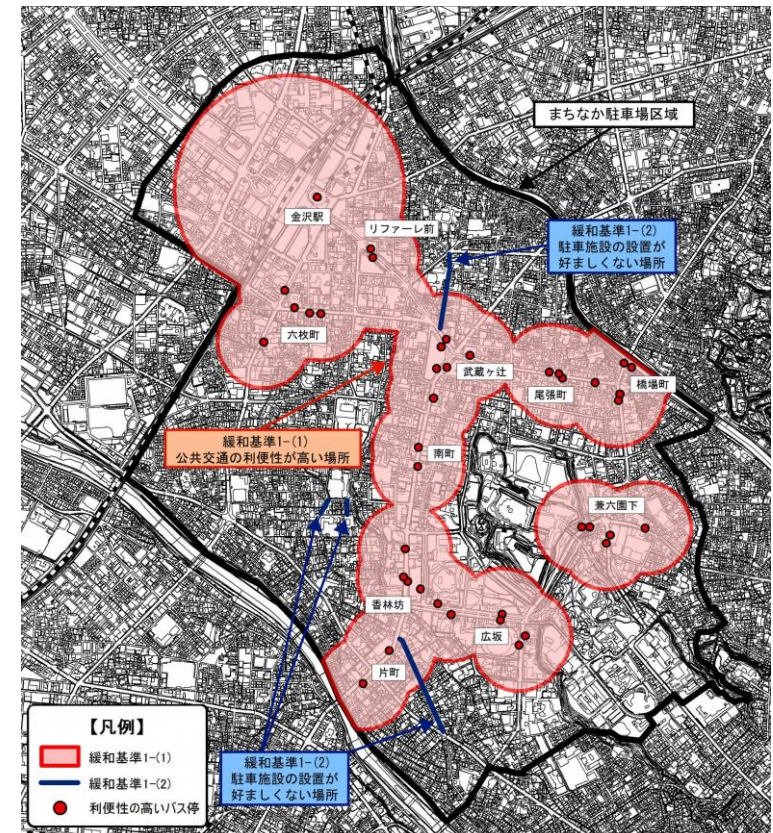 まちなか駐車場区域
金沢駅
リファーレ前
緩和基準1-(2)
駐車施設の設置が
好ましくない場所
六枚町
武蔵ヶ辻
尾張町
橋場町
緩和基準1-(1)
公共交通の利便性が高い場所
南町
兼六園下
香林坊
広坂
片町
【凡例】
緩和基準1-(1)
緩和基準1-(2)
利便性の高いバス停
緩和基準1-(2)
駐車施設の設置が
好ましくない場所